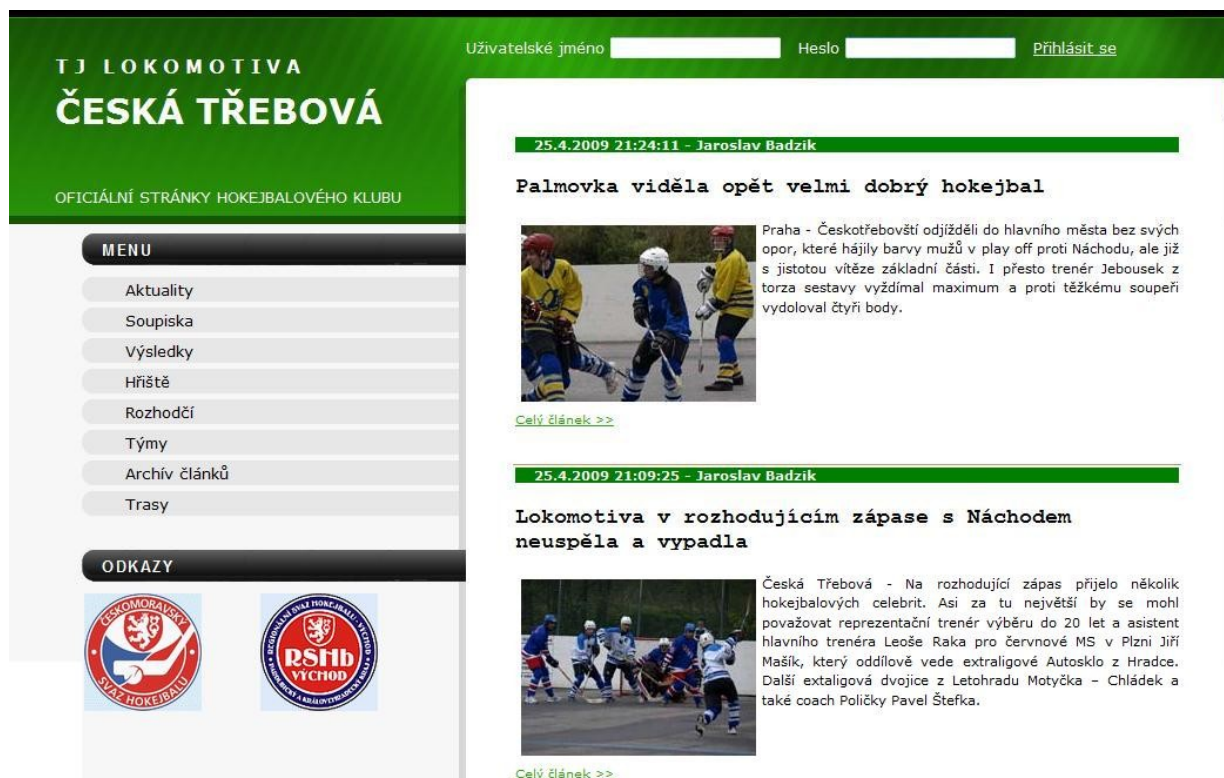 TJ LOKOMOTIVA
ČESKÁ TŘEBOVÁ
OFICIÁLNÍ STRÁNKY HOKEJBALOVÉHO KLUBU
Uživatelské jméno Heslo Přihlásit se
MENU
Aktuality
Soupiska
Výsledky
Hřiště
Rozhodčí
Týmy
Archív článků
Trasy
ODKAZY
ČESKOMORAVSKÝ
SVAZ HOKEJBALU
REGIONÁLNÍ SVAZ HOKEJBALU - VÝCHOD
RSHb
VÝCHOD
PARDUBICKÝ A KRÁLOVÉHRADECKÝ KRAJ
25.4.2009 21:24:11 - Jaroslav Badzik
Palmovka viděla opět velmi dobrý hokejbal
Praha - Českotřebovští odjížděli do hlavního města bez svých
opor, které hájily barvy mužů v play off proti Náchodu, ale již
s jistotou vítěze základní části. I přesto trenér Jebousek z
torza sestavy vyždímal maximum a proti těžkému soupeři
vydoloval čtyři body.
Celý článek >>
25.4.2009 21:09:25 - Jaroslav Badzik
Lokomotiva v rozhodujícím zápase s Náchodem
neuspěla a vypadla
Česká Třebová - Na rozhodující zápas přijelo několik
hokejbalových celebrit. Asi za tu největší by se mohl
považovat reprezentační trenér výběru do 20 let a asistent
hlavního trenéra Leoše Raka pro červnové MS v Plzni Jiří
Mašík, který oddílově vede extraligové Autosklo z Hradce.
Další extaligová dvojice z Letohradu Motyčka – Chládek a
také coach Poličky Pavel Štefka.
Celý článek >>